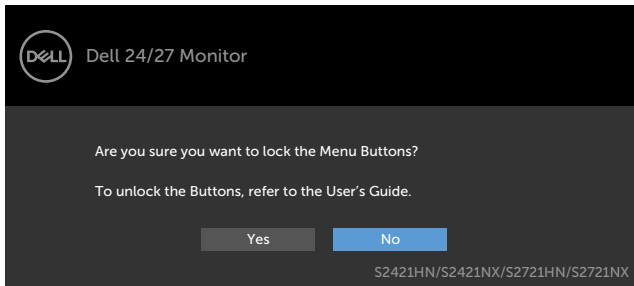 DELL
Dell 24/27 Monitor
Are you sure you want to lock the Menu Buttons?
To unlock the Buttons, refer to the User’s Guide.
Yes
No
S2421HN/S2421NX/S2721HN/S2721NX